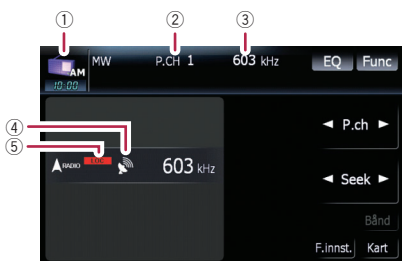 ① ② ③
AM MW P.CH 1 603 kHz EQ Func
10:00
◄ P.ch ►
④
⑤
RADIO LOC 603 kHz
◄ Seek ►
Bånd
F.innst. Kart